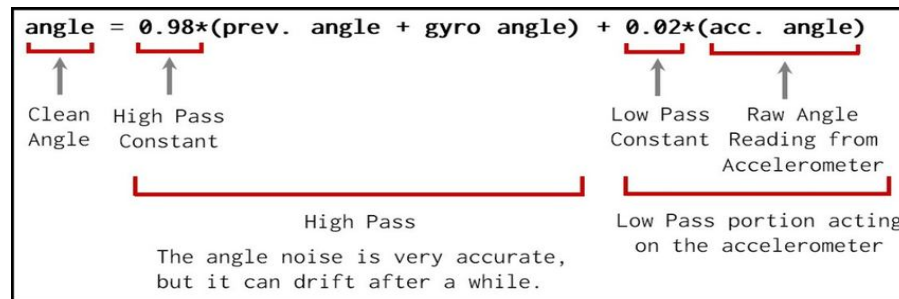 angle = 0.98*(prev. angle + gyro angle) + 0.02*(acc. angle)
Clean
Angle
High Pass
Constant
Low Pass
Constant
Raw Angle
Reading from
Accelerometer
High Pass
The angle noise is very accurate,
but it can drift after a while.
Low Pass portion acting
on the accelerometer